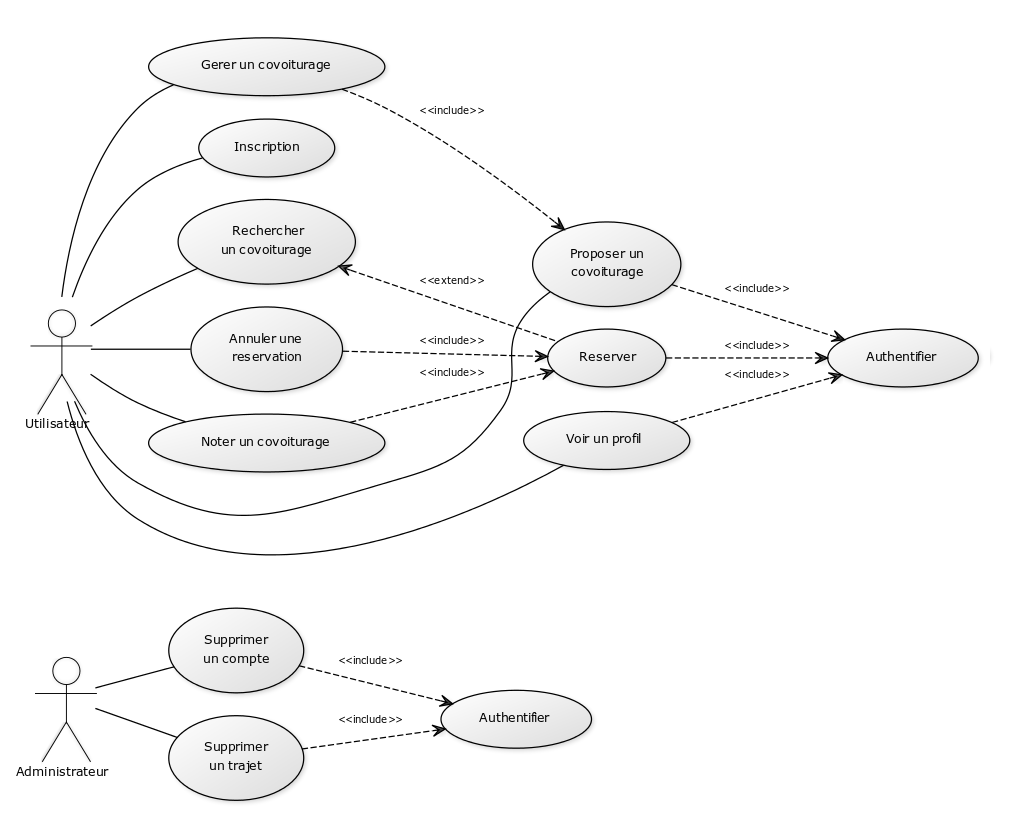 Gerer un covoiturage
<<include>>
Inscription
Rechercher
un covoiturage
Proposer un
covoiturage
<<extend>>
<<include>>
Annuler une
reservation
<<include>>
Reserver
<<include>>
Authentifier
<<include>>
<<include>>
Utilisateur
Noter un covoiturage
Voir un profil
Supprimer
un compte
<<include>>
Authentifier
<<include>>
Supprimer
un trajet
Administrateur